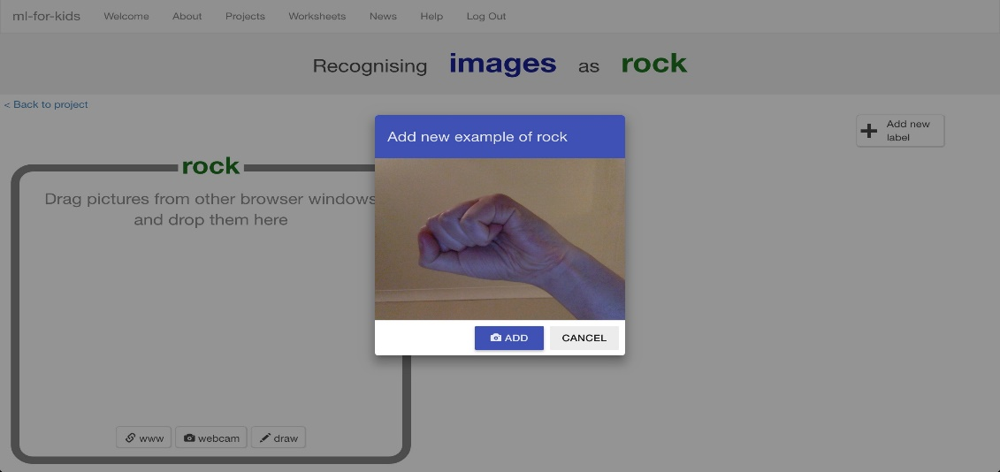 ml-for-kids Welcome About Projects Worksheets News Help Log Out
Recognising images as rock
< Back to project
Add new
label
Add new example of rock
rock
Drag pictures from other browser windows
and drop them here
ADD CANCEL
www webcam draw